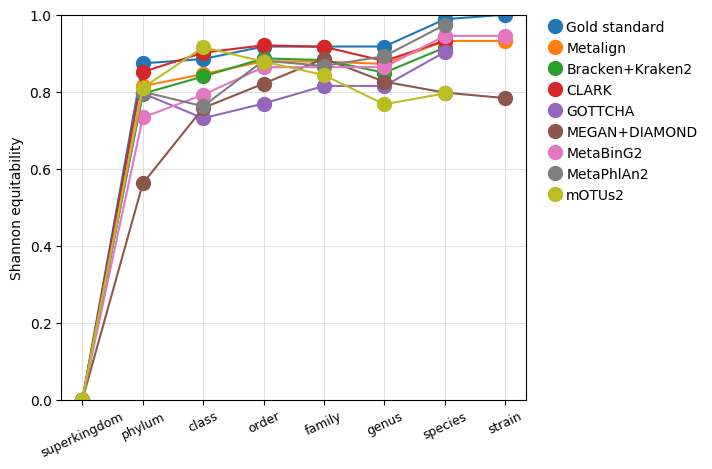 Shannon equitability
1.0
0.8
0.6
0.4
0.2
0.0
superkingdom
phylum
class
order
family
genus
species
strain
Gold standard
Metalign
Bracken+Kraken2
CLARK
GOTTCHA
MEGAN+DIAMOND
MetaBinG2
MetaPhlAn2
mOTUs2